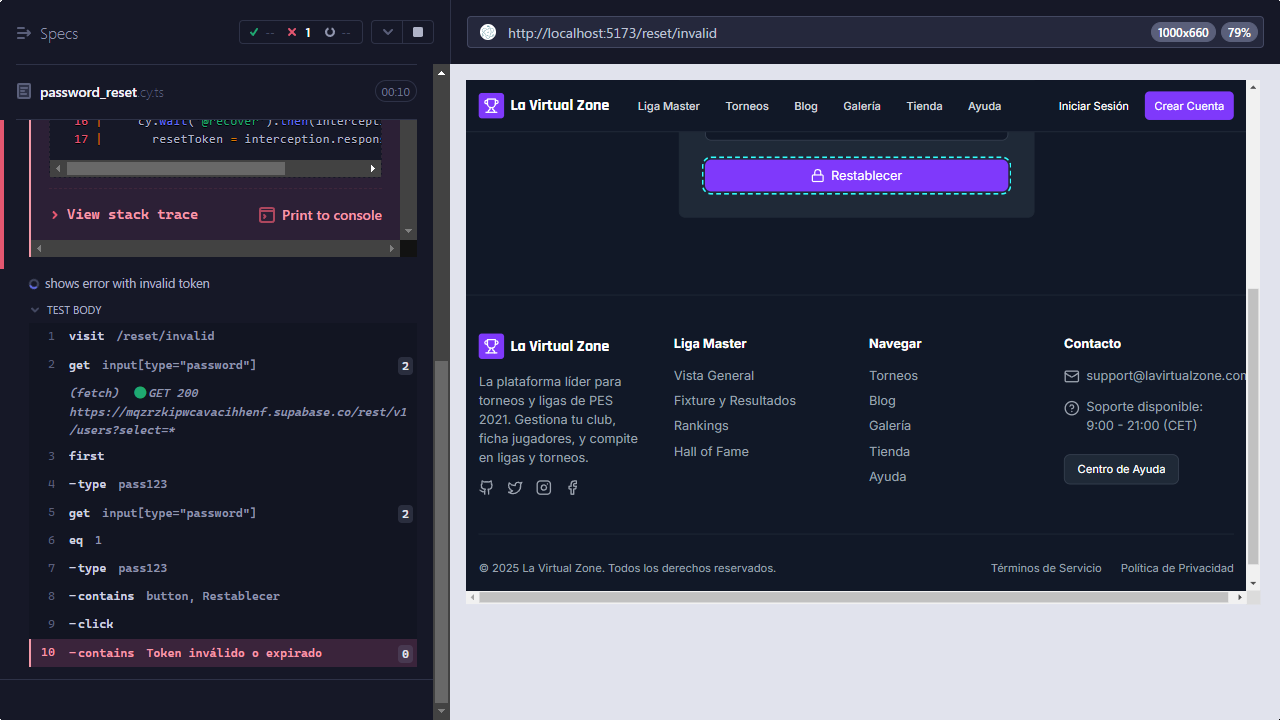 Specs
--
1
--
http://localhost:5173/reset/invalid
1000x660
79%
password_reset.cy.ts
00:10
16 | cy.wait('@recover').then(intercept
17 | resetToken = interception.respons
> View stack trace
Print to console
shows error with invalid token
TEST BODY
1 visit /reset/invalid
2 get input[type="password"] 2
(fetch) GET 200
https://mqzrzkipwcavacihhenf.supabase.co/rest/v1
/users?select=*
3 first
4 -type pass123
5 get input[type="password"] 2
6 eq 1
7 -type pass123
8 -contains button, Restablecer
9 -click
10 -contains Token inválido o expirado 0
La Virtual Zone
Liga Master
Torneos
Blog
Galería
Tienda
Ayuda
Iniciar Sesión
Crear Cuenta
Restablecer
La Virtual Zone
La plataforma líder para
torneos y ligas de PES
2021. Gestiona tu club,
ficha jugadores, y compite
en ligas y torneos.
Liga Master
Vista General
Fixture y Resultados
Rankings
Hall of Fame
Navegar
Torneos
Blog
Galería
Tienda
Ayuda
Contacto
support@lavirtualzone.com
Soporte disponible:
9:00 - 21:00 (CET)
Centro de Ayuda
© 2025 La Virtual Zone. Todos los derechos reservados.
Términos de Servicio
Política de Privacidad